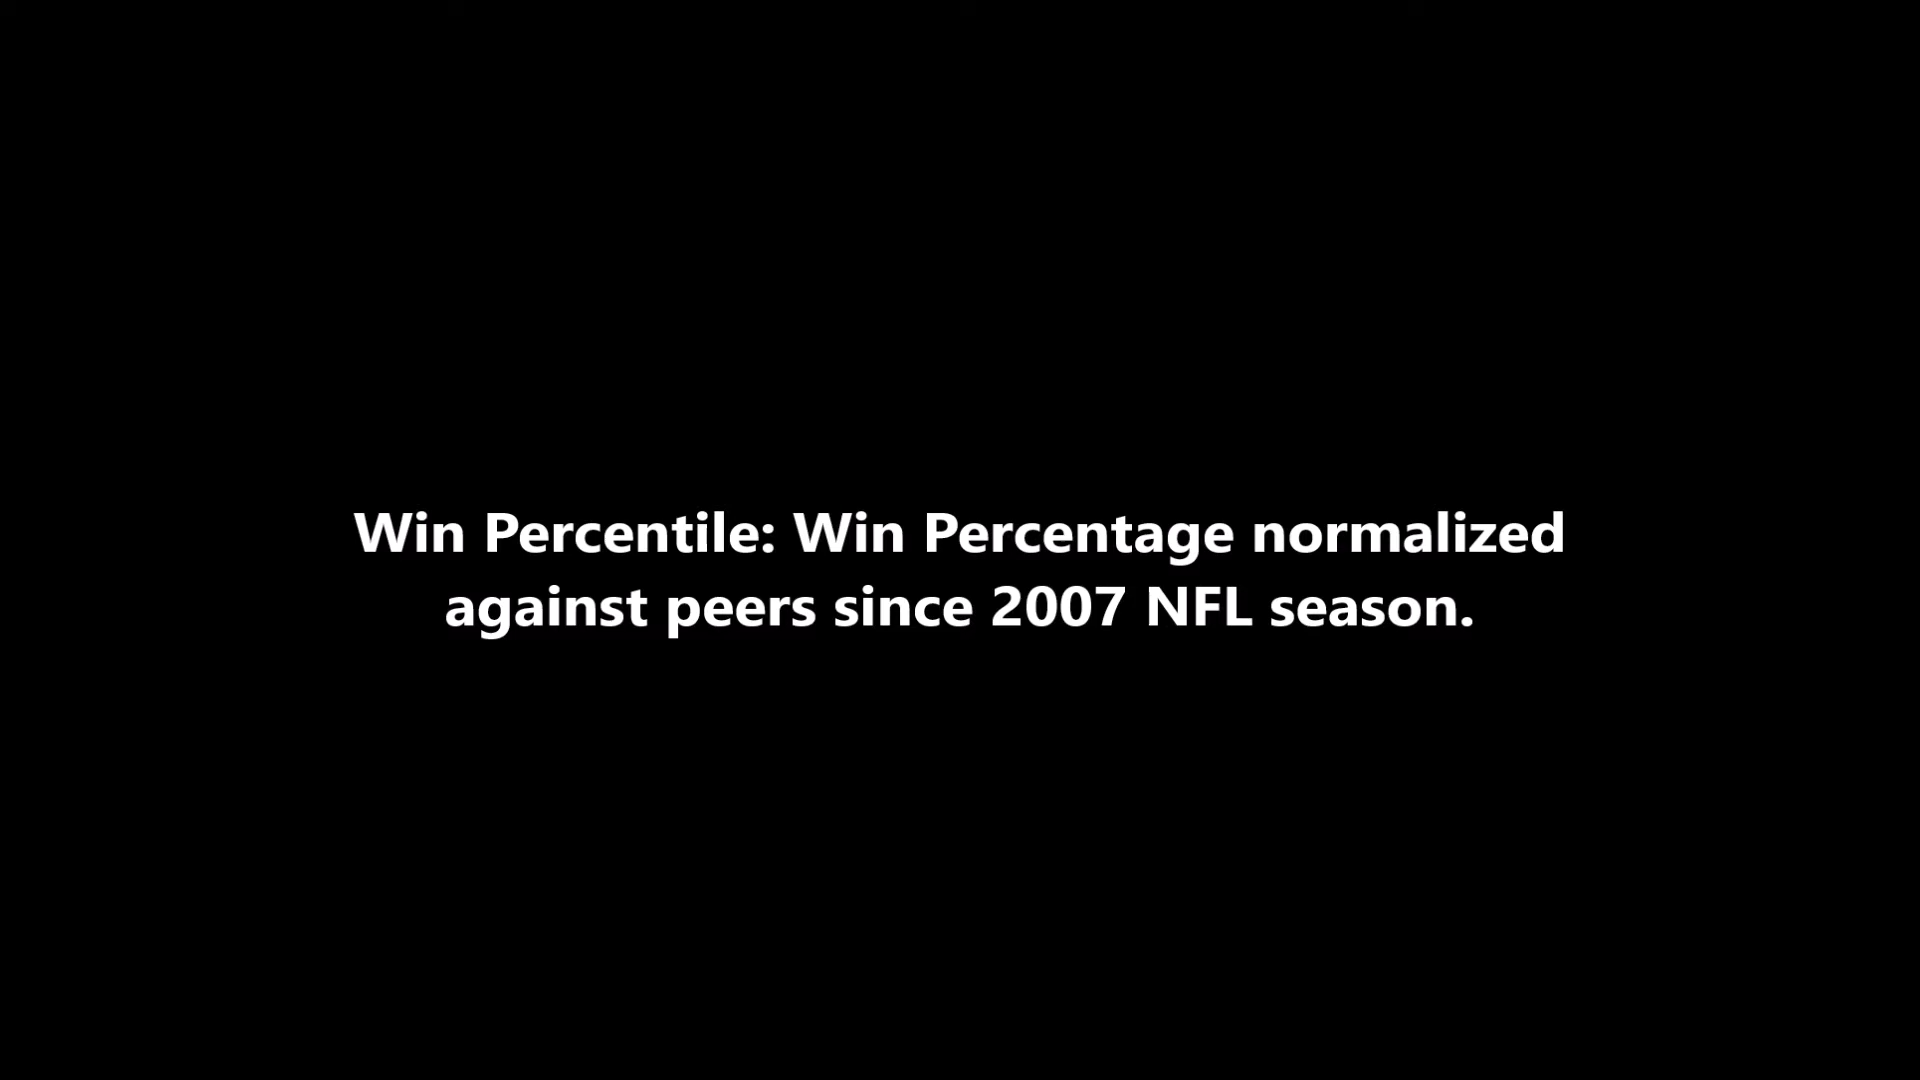 Win Percentile: Win Percentage normalized
against peers since 2007 NFL season.